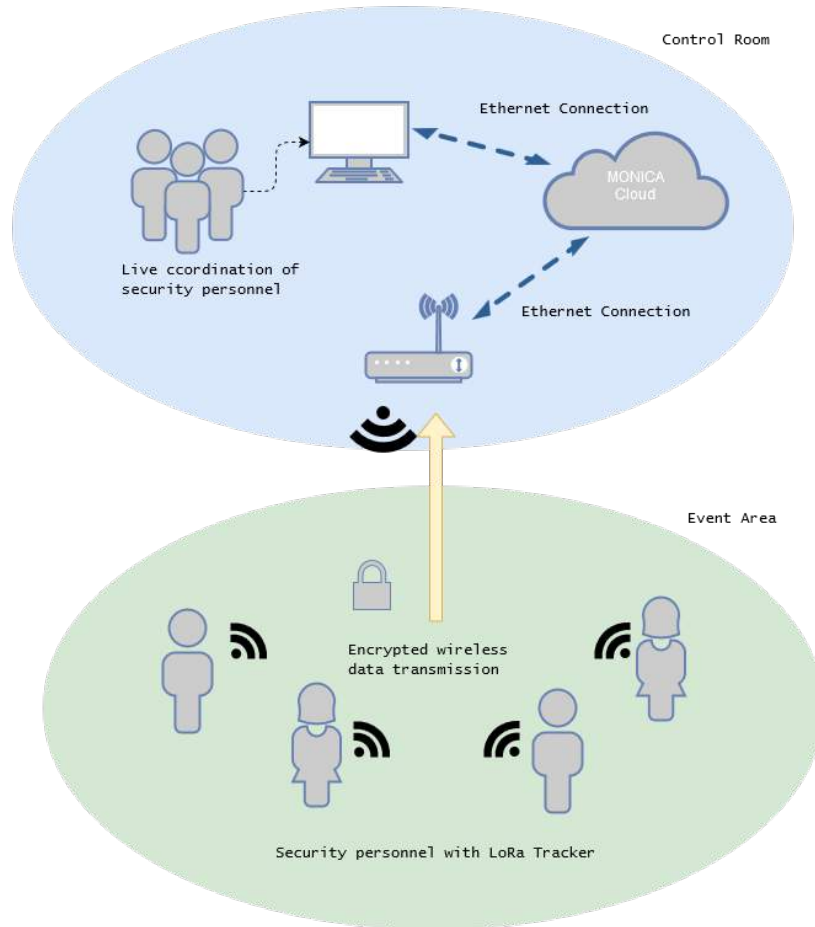 Control Room
Ethernet Connection
MONICA
Cloud
Live ccordination of
security personnel
Ethernet Connection
Event Area
Encrypted wireless
data transmission
Security personnel with LoRa Tracker